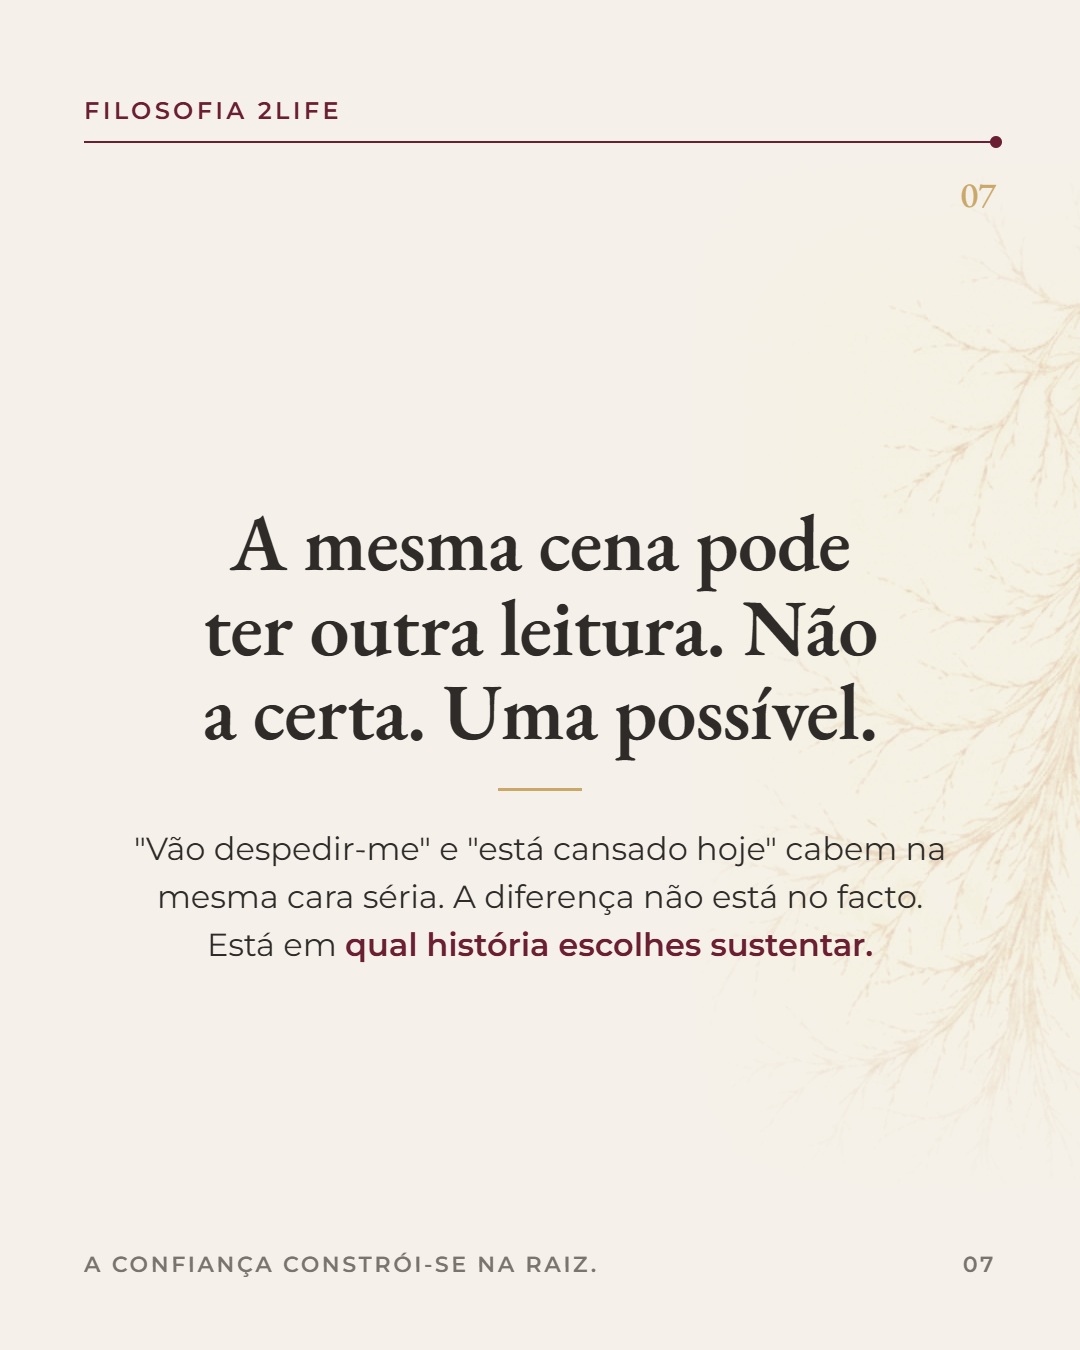 FILOSOFIA 2LIFE
07
A mesma cena pode
ter outra leitura. Não
a certa. Uma possível.
"Vão despedir-me" e "está cansado hoje" cabem na
mesma cara séria. A diferença não está no facto.
Está em qual história escolhes sustentar.
A CONFIANÇA CONSTRÓI-SE NA RAIZ.
07